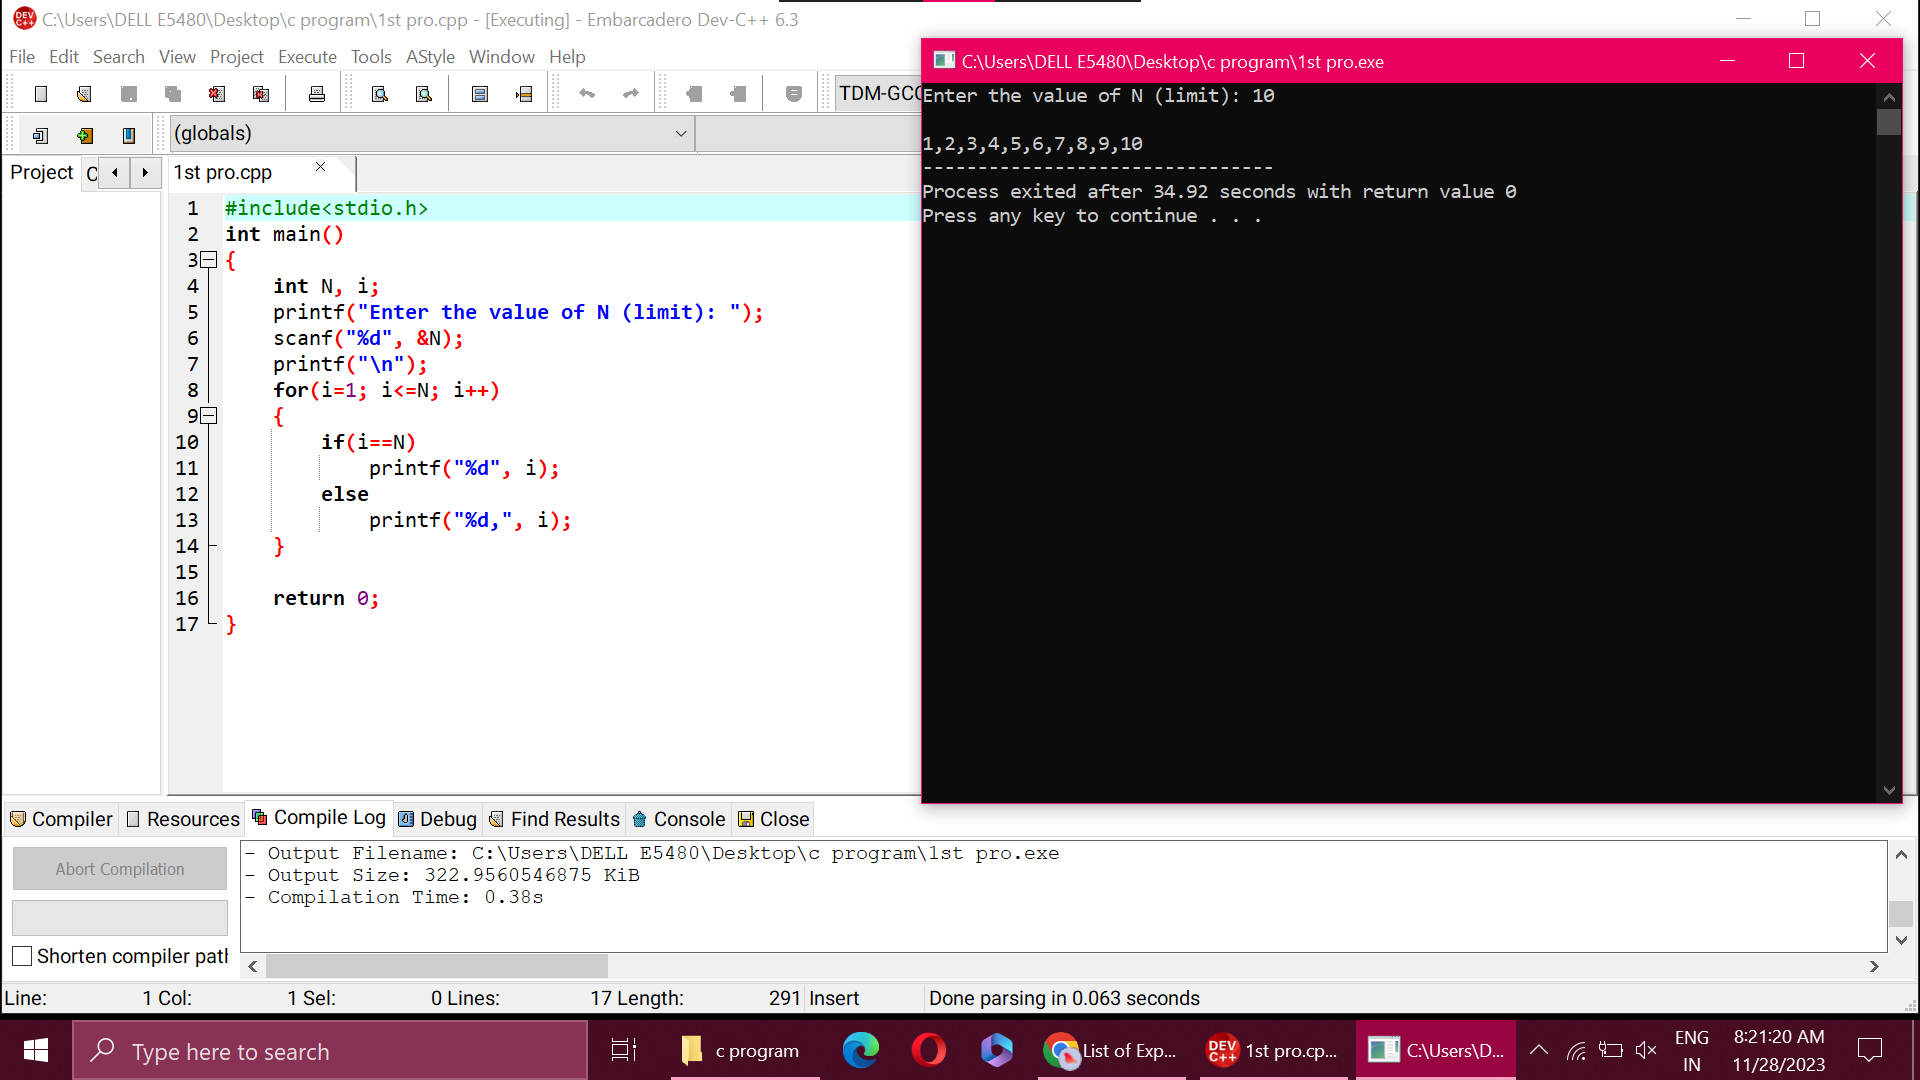 C:\Users\DELL E5480\Desktop\c program\1st pro.cpp - [Executing] - Embarcadero Dev-C++ 6.3
File Edit Search View Project Execute Tools AStyle Window Help
TDM-GCC
(globals)
Project
1st pro.cpp
1 #include<stdio.h>
2 int main()
3 {
4 int N, i;
5 printf("Enter the value of N (limit): ");
6 scanf("%d", &N);
7 printf("\n");
8 for(i=1; i<=N; i++)
9 {
10 if(i==N)
11 printf("%d", i);
12 else
13 printf("%d,", i);
14 }
15
16 return 0;
17 }
C:\Users\DELL E5480\Desktop\c program\1st pro.exe
Enter the value of N (limit): 10
1,2,3,4,5,6,7,8,9,10
--------------------------------
Process exited after 34.92 seconds with return value 0
Press any key to continue . . .
Compiler Resources Compile Log Debug Find Results Console Close
Abort Compilation
Shorten compiler path
- Output Filename: C:\Users\DELL E5480\Desktop\c program\1st pro.exe
- Output Size: 322.9560546875 KiB
- Compilation Time: 0.38s
Line: 1 Col: 1 Sel: 0 Lines: 17 Length: 291 Insert Done parsing in 0.063 seconds
Type here to search
c program
List of Exp...
DEV C++
1st pro.cp...
C:\Users\D...
ENG
IN
8:21:20 AM
11/28/2023